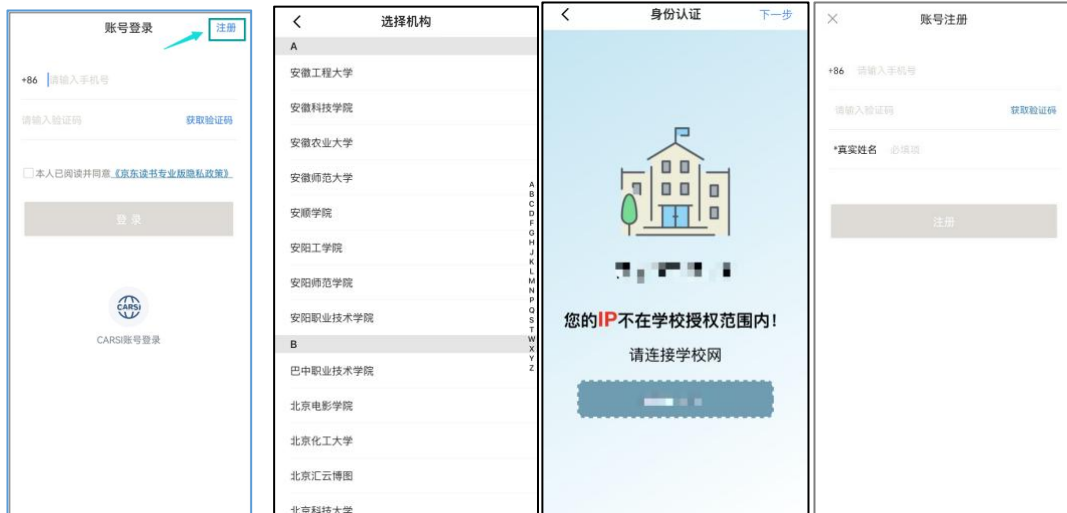 账号登录
注册
+86 请输入手机号
请输入验证码 获取验证码
本人已阅读并同意《京东读书专业版隐私政策》
登录
CARSI
CARSI账号登录
选择机构
A
安徽工程大学
安徽科技学院
安徽农业大学
安徽师范大学
安顺学院
安阳工学院
安阳师范学院
安阳职业技术学院
B
巴中职业技术学院
北京电影学院
北京化工大学
北京汇云博图
北京科技大学
A
B
C
D
F
G
H
J
K
L
M
N
P
Q
S
T
W
X
Y
Z
身份认证
下一步
您的IP不在学校授权范围内!
请连接学校网
账号注册
+86 请输入手机号
请输入验证码 获取验证码
*真实姓名 必填项
注册